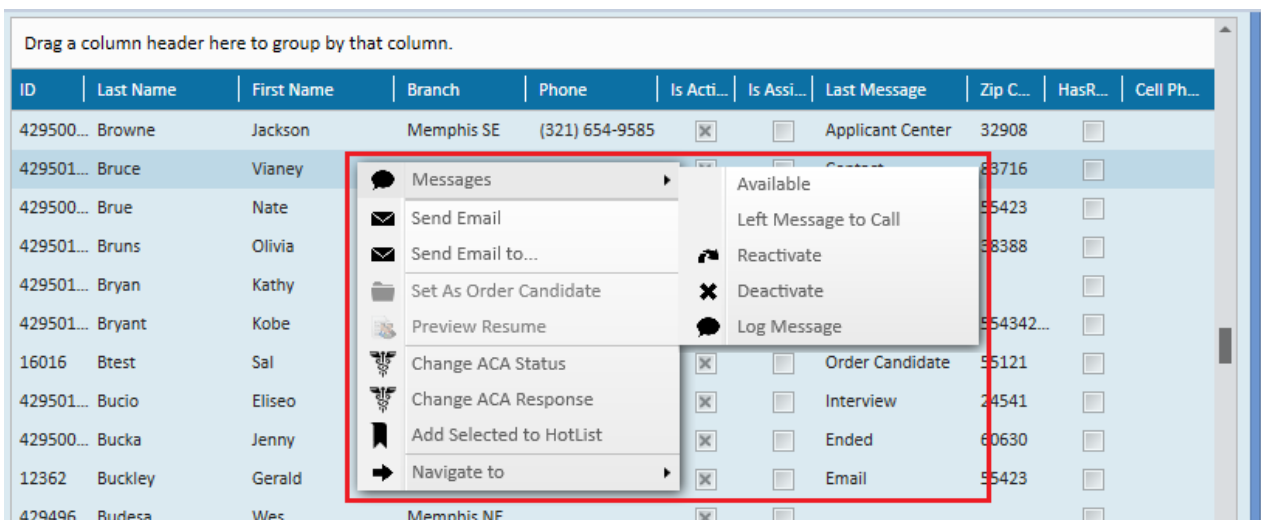 Drag a column header here to group by that column.
ID Last Name First Name Branch Phone Is Acti... Is Assi... Last Message Zip C... HasR... Cell Ph...
429500... Browne Jackson Memphis SE (321) 654-9585 Applicant Center 32908
429501... Bruce Vianey 83716
Messages Available
429500... Brue Nate 55423
Send Email Left Message to Call
429501... Bruns Olivia 38388
Send Email to... Reactivate
429501... Bryan Kathy
Set As Order Candidate Deactivate
429501... Bryant Kobe 554342...
Preview Resume Log Message
16016 Btest Sal Order Candidate 55121
Change ACA Status
429501... Bucio Eliseo Interview 24541
Change ACA Response
429500... Bucka Jenny Ended 60630
Add Selected to HotList
12362 Buckley Gerald Email 55423
Navigate to
429496 Budesa Wes Memphis NE